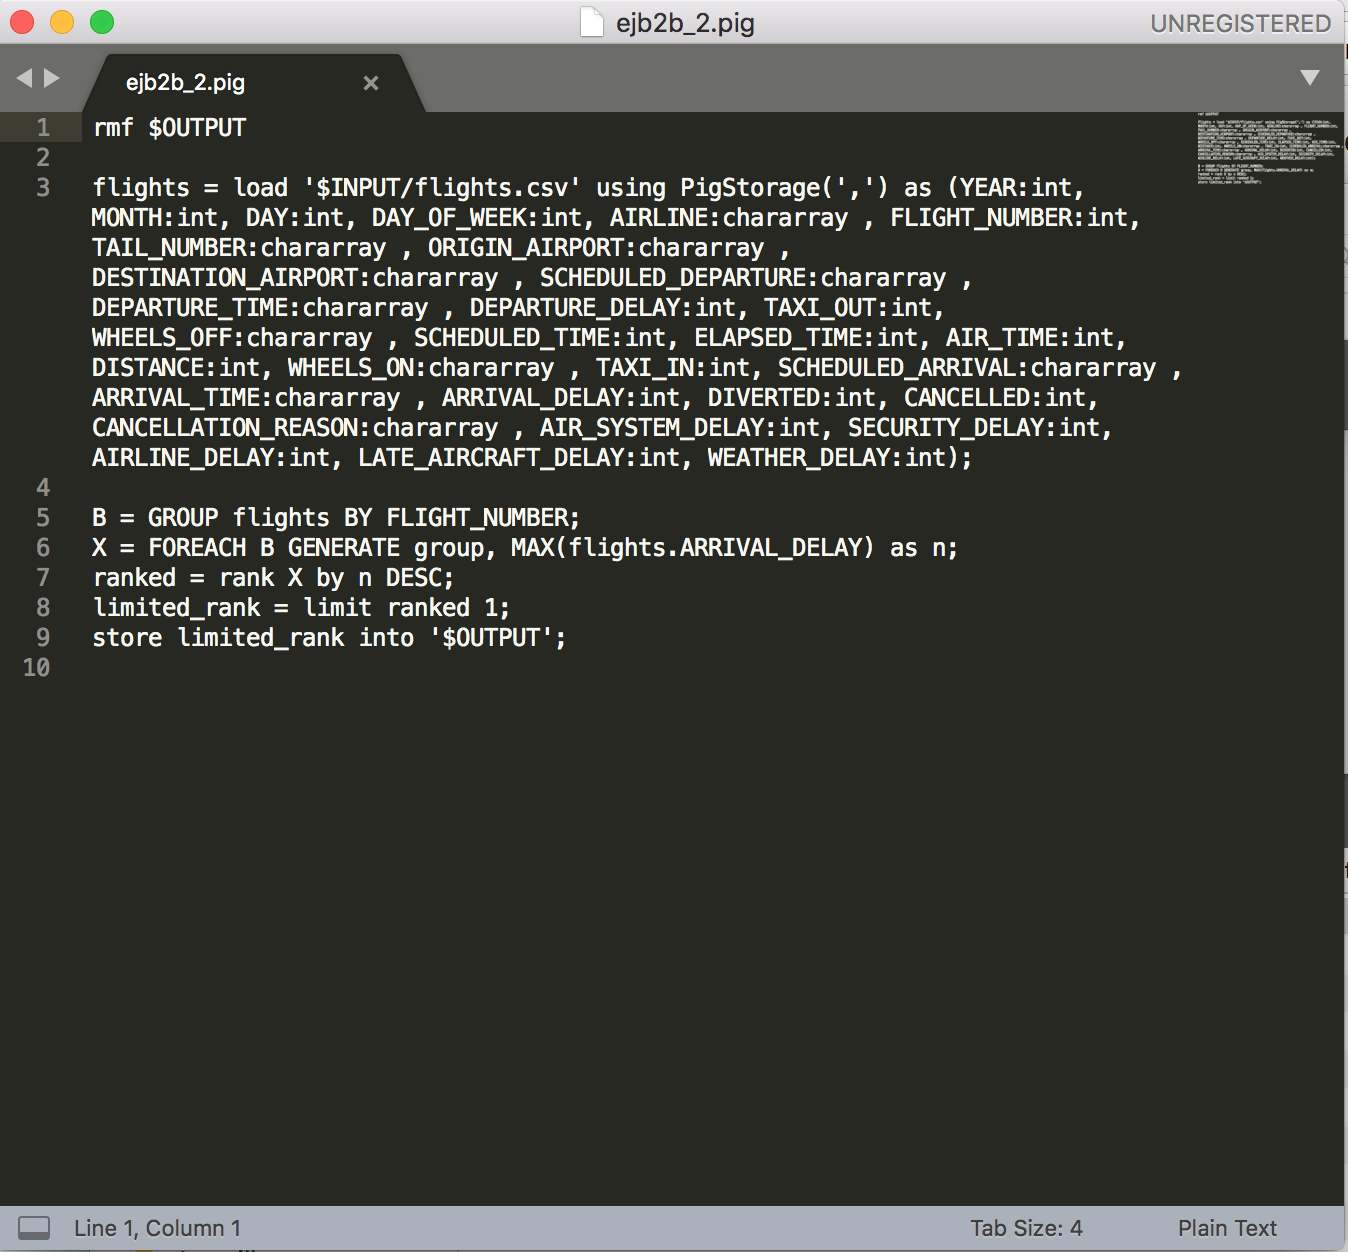 ejb2b_2.pig
UNREGISTERED
ejb2b_2.pig
1 rmf $OUTPUT
2
3 flights = load '$INPUT/flights.csv' using PigStorage(',') as (YEAR:int,
MONTH:int, DAY:int, DAY_OF_WEEK:int, AIRLINE:chararray , FLIGHT_NUMBER:int,
TAIL_NUMBER:chararray , ORIGIN_AIRPORT:chararray ,
DESTINATION_AIRPORT:chararray , SCHEDULED_DEPARTURE:chararray ,
DEPARTURE_TIME:chararray , DEPARTURE_DELAY:int, TAXI_OUT:int,
WHEELS_OFF:chararray , SCHEDULED_TIME:int, ELAPSED_TIME:int, AIR_TIME:int,
DISTANCE:int, WHEELS_ON:chararray , TAXI_IN:int, SCHEDULED_ARRIVAL:chararray ,
ARRIVAL_TIME:chararray , ARRIVAL_DELAY:int, DIVERTED:int, CANCELLED:int,
CANCELLATION_REASON:chararray , AIR_SYSTEM_DELAY:int, SECURITY_DELAY:int,
AIRLINE_DELAY:int, LATE_AIRCRAFT_DELAY:int, WEATHER_DELAY:int);
4
5 B = GROUP flights BY FLIGHT_NUMBER;
6 X = FOREACH B GENERATE group, MAX(flights.ARRIVAL_DELAY) as n;
7 ranked = rank X by n DESC;
8 limited_rank = limit ranked 1;
9 store limited_rank into '$OUTPUT';
10
Line 1, Column 1
Tab Size: 4
Plain Text